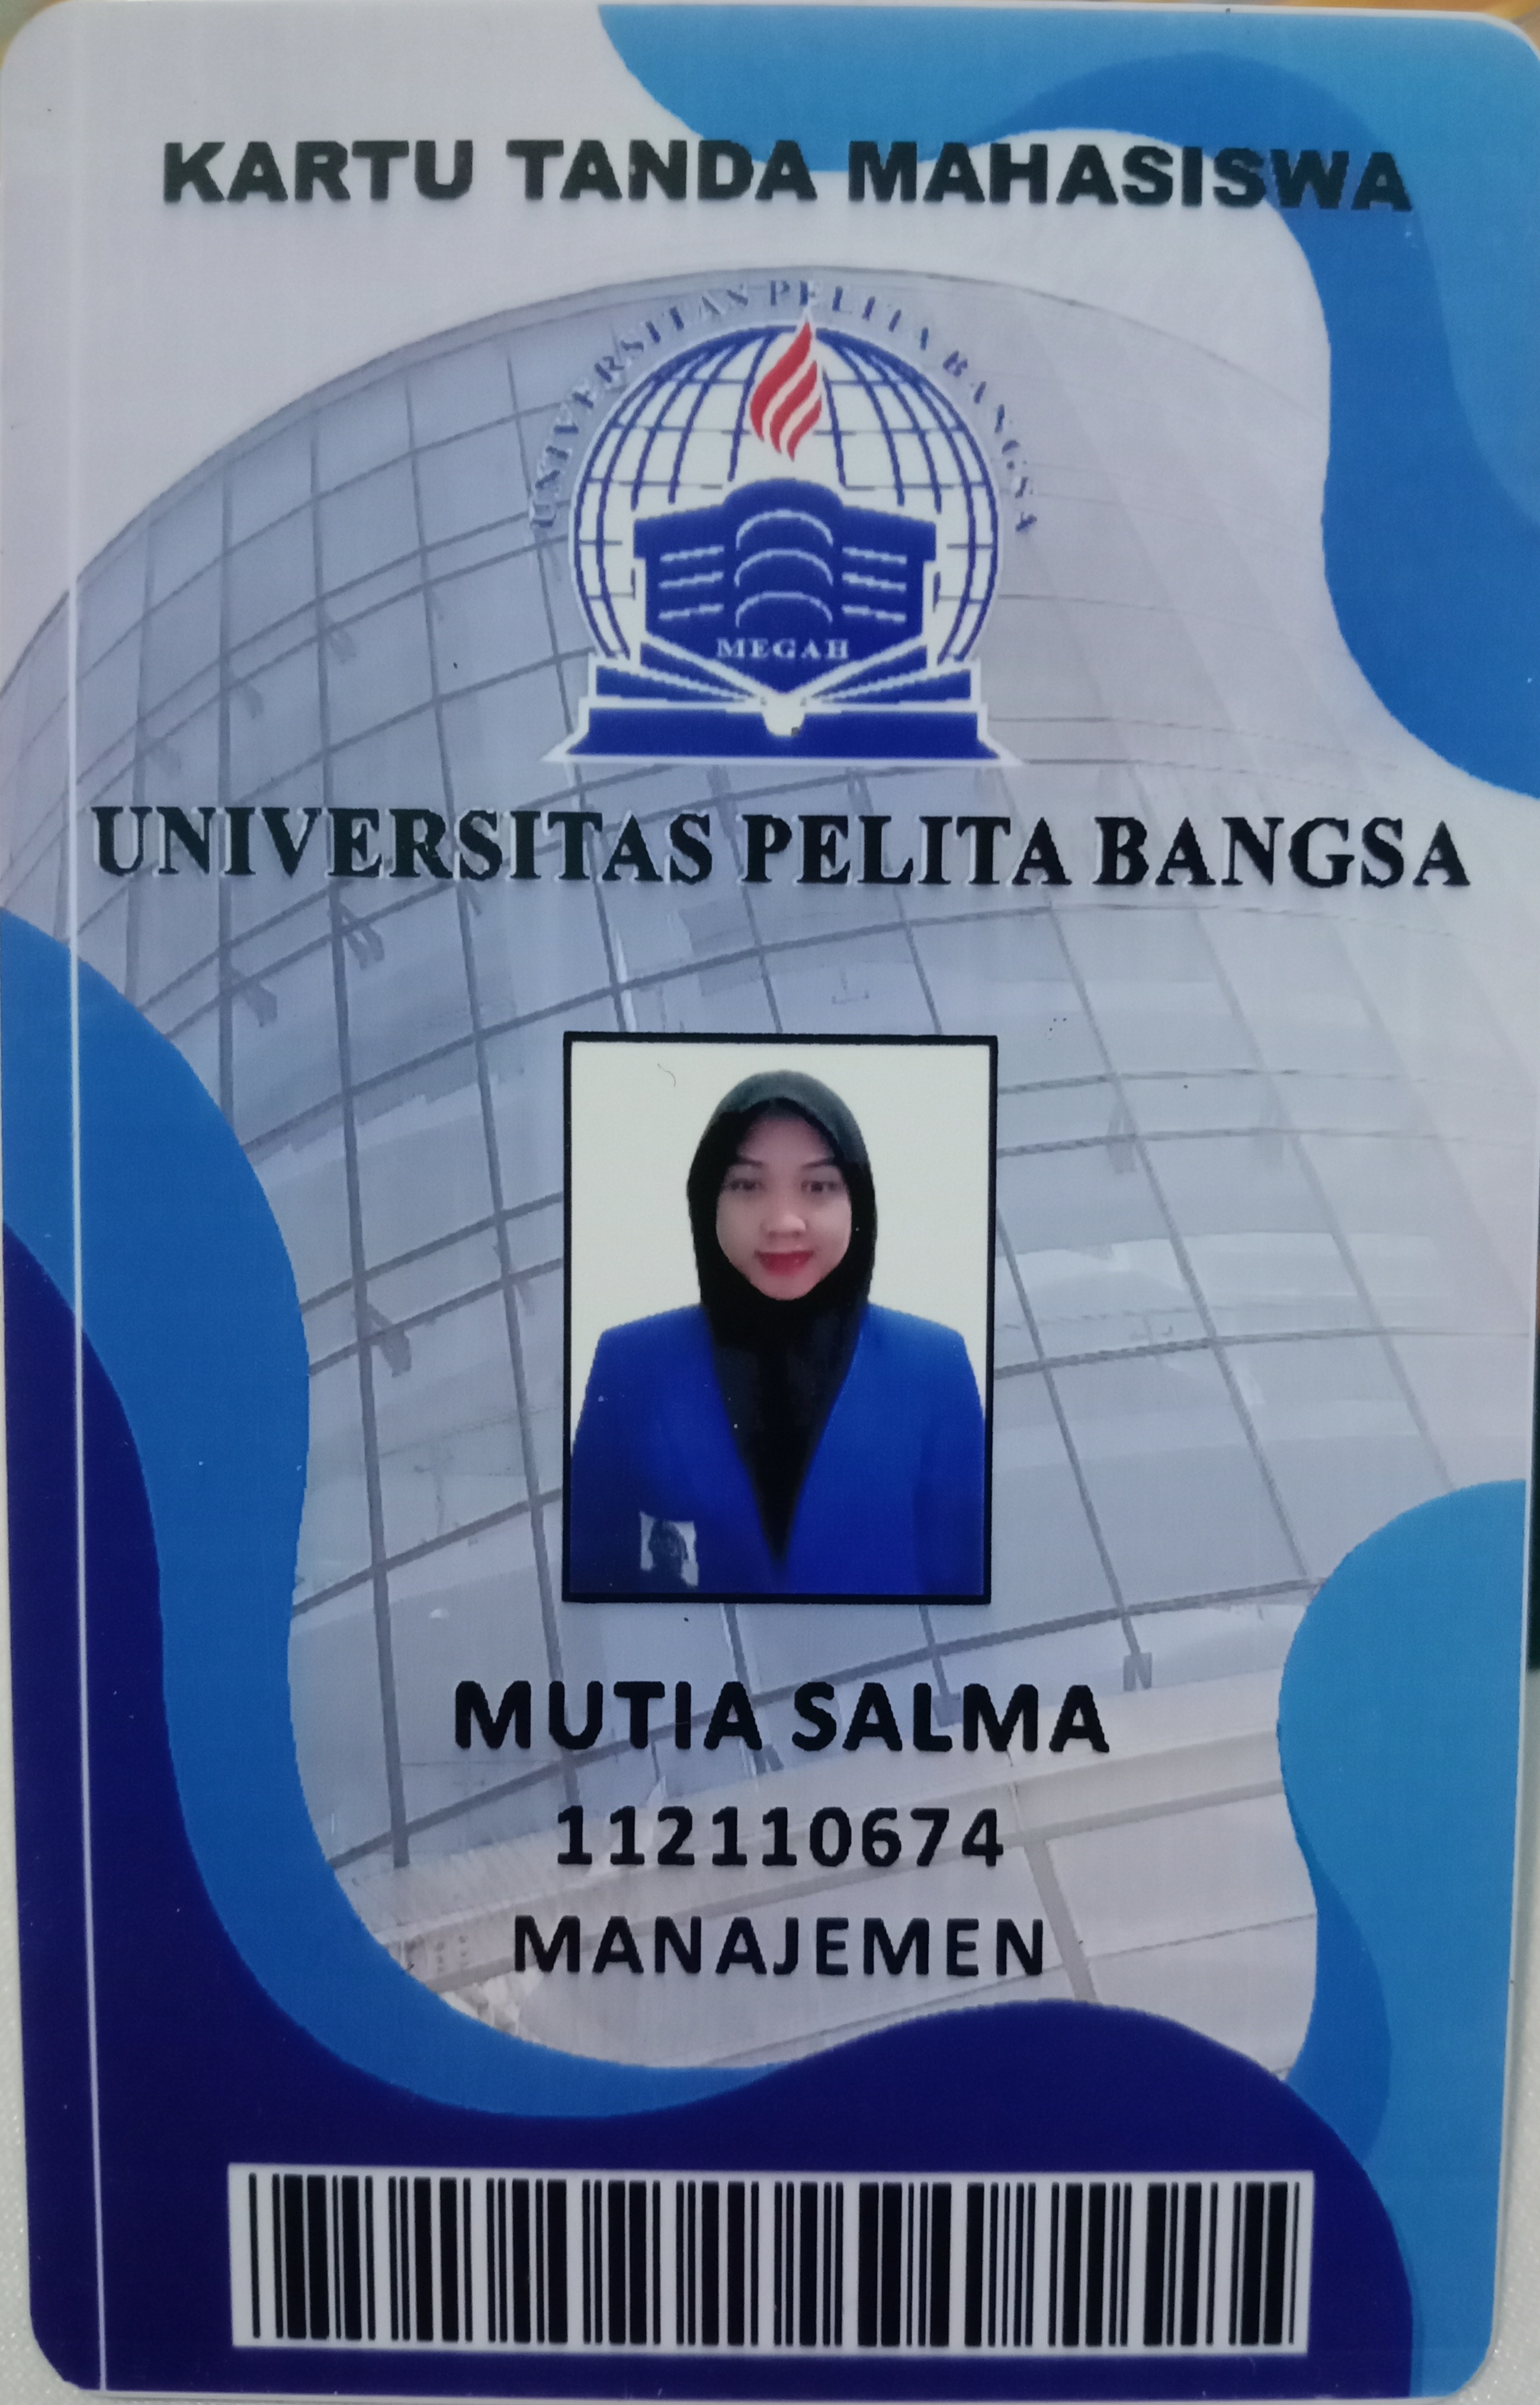 KARTU TANDA MAHASISWA
UNIVERSITAS PELITA BANGSA
MEGAH
UNIVERSITAS PELITA BANGSA
MUTIA SALMA
112110674
MANAJEMEN